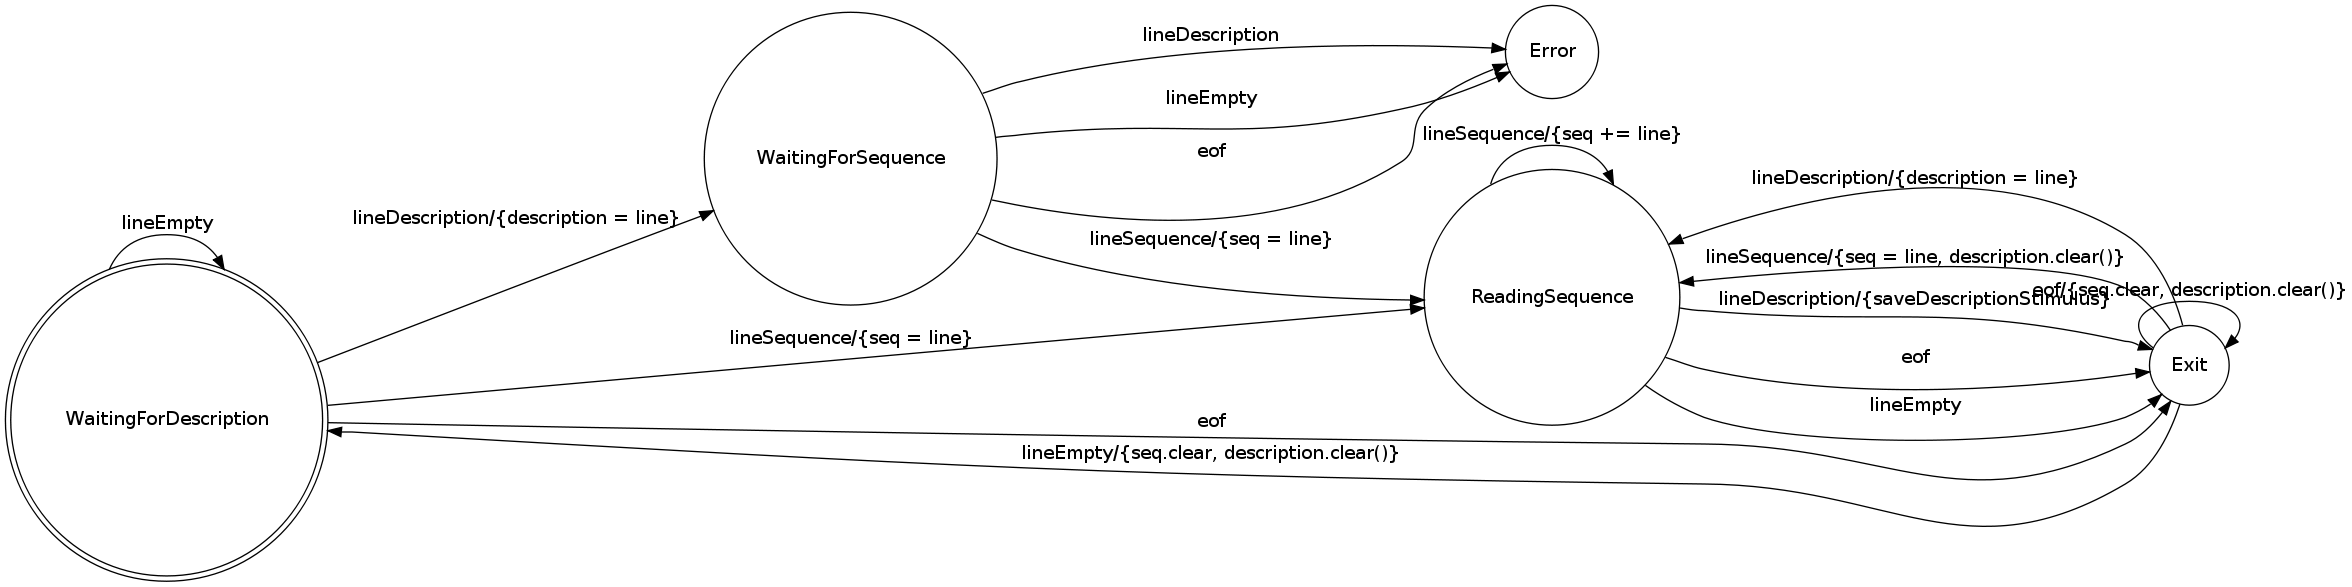 lineDescription
Error
lineEmpty
lineSequence/{seq += line}
eof
WaitingForSequence
lineDescription/{description = line}
lineDescription/{description = line}
lineEmpty
lineSequence/{seq = line}
lineSequence/{seq = line, description.clear()}
eof/{seq.clear, description.clear()}
ReadingSequence
lineDescription/{saveDescriptionStimulus}
lineSequence/{seq = line}
eof
Exit
lineEmpty
WaitingForDescription
eof
lineEmpty/{seq.clear, description.clear()}